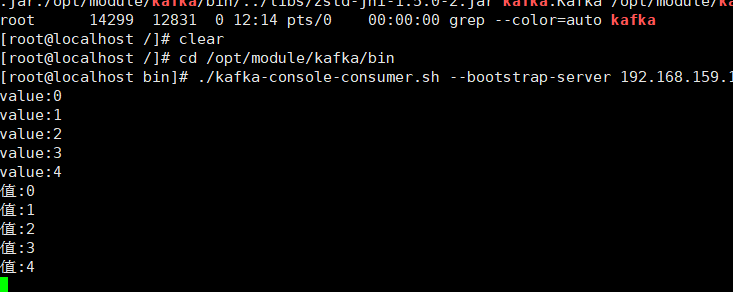 .jar:/opt/module/kafka/bin/../libs/zstd-jni-1.5.0-2.jar kafka.Kafka /opt/module/k
root 14299 12831 0 12:14 pts/0 00:00:00 grep --color=auto kafka
[root@localhost /]# clear
[root@localhost /]# cd /opt/module/kafka/bin
[root@localhost bin]# ./kafka-console-consumer.sh --bootstrap-server 192.168.159.1
value:0
value:1
value:2
value:3
value:4
值:0
值:1
值:2
值:3
值:4